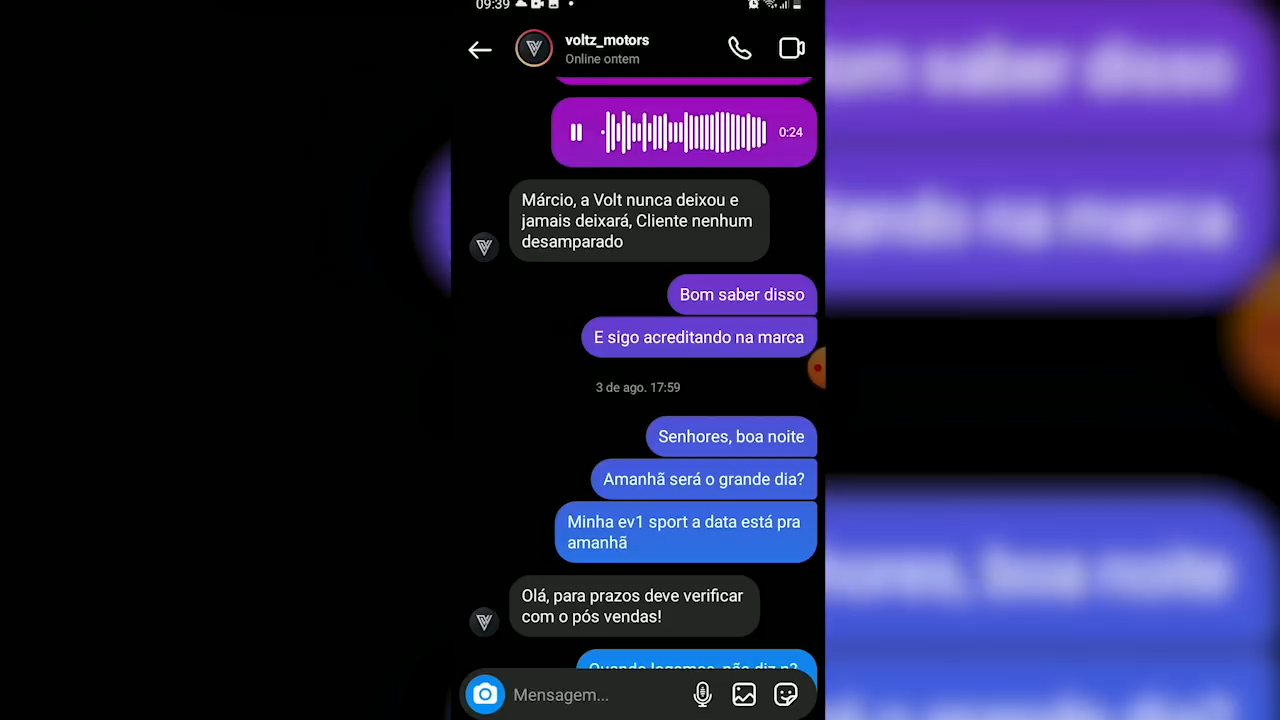 09:39
voltz_motors
Online ontem
0:24
Márcio, a Volt nunca deixou e
jamais deixará, Cliente nenhum
desamparado
Bom saber disso
E sigo acreditando na marca
3 de ago. 17:59
Senhores, boa noite
Amanhã será o grande dia?
Minha ev1 sport a data está pra
amanhã
Olá, para prazos deve verificar
com o pós vendas!
Mensagem...